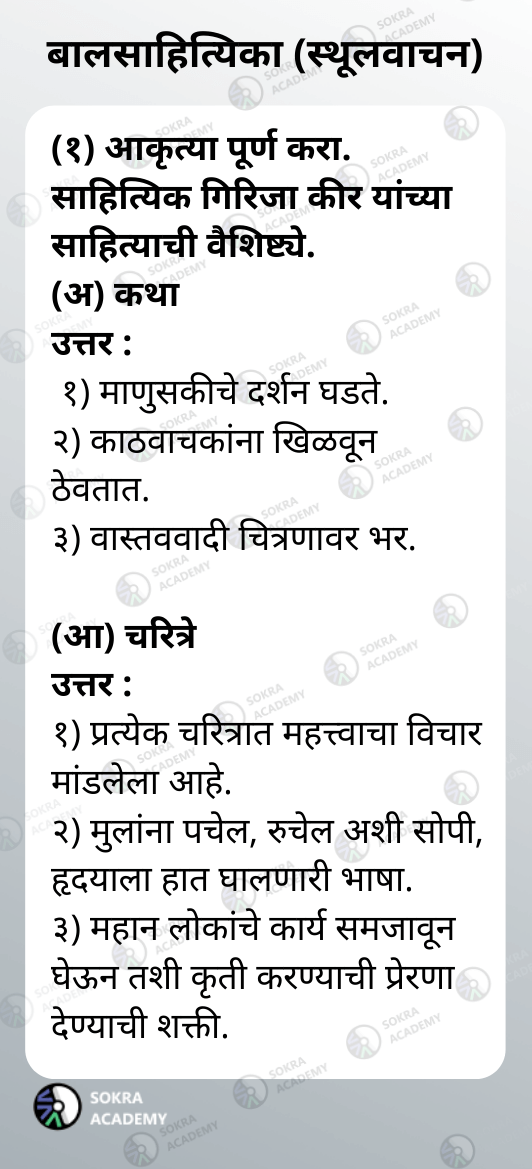 बालसाहित्यिका (स्थूलवाचन)
(१) आकृत्या पूर्ण करा.
साहित्यिक गिरिजा कीर यांच्या
साहित्याची वैशिष्ट्ये.
(अ) कथा
उत्तर :
१) माणुसकीचे दर्शन घडते.
२) काठवाचकांना खिळवून
ठेवतात.
३) वास्तववादी चित्रणावर भर.
(आ) चरित्रे
उत्तर :
१) प्रत्येक चरित्रात महत्त्वाचा विचार
मांडलेला आहे.
२) मुलांना पचेल, रुचेल अशी सोपी,
हृदयाला हात घालणारी भाषा.
३) महान लोकांचे कार्य समजावून
घेऊन तशी कृती करण्याची प्रेरणा
देण्याची शक्ती.
SOKRA
ACADEMY